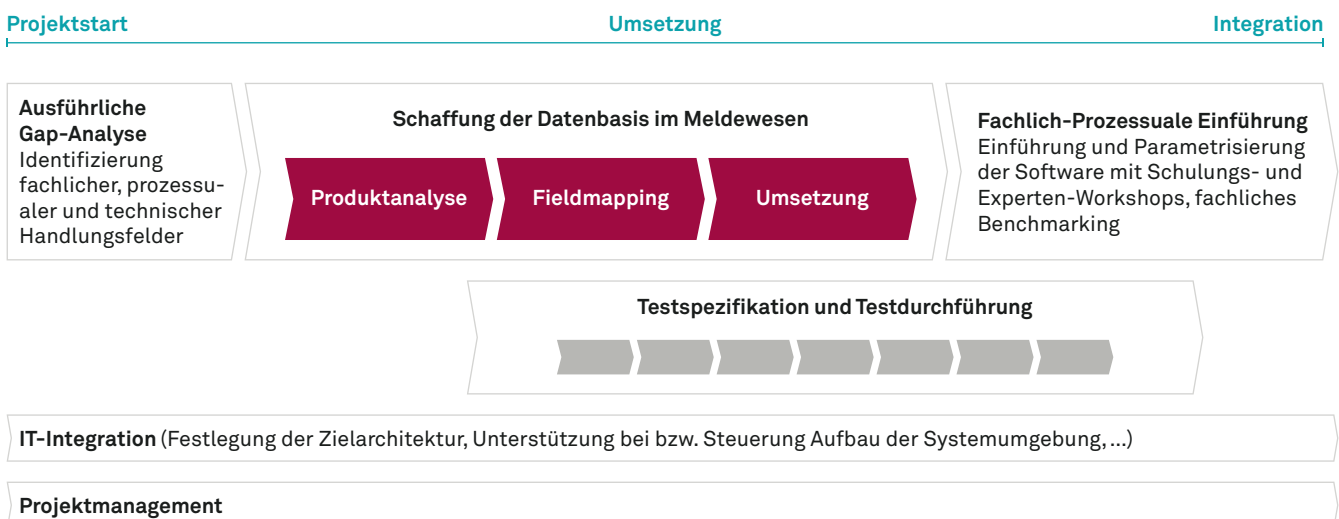 Projektstart
Umsetzung
Integration
Ausführliche
Gap-Analyse
Identifizierung
fachlicher, prozessu-
aler und technischer
Handlungsfelder
Schaffung der Datenbasis im Meldewesen
Produktanalyse
Fieldmapping
Umsetzung
Fachlich-Prozessuale Einführung
Einführung und Parametrisierung
der Software mit Schulungs- und
Experten-Workshops, fachliches
Benchmarking
Testspezifikation und Testdurchführung
IT-Integration (Festlegung der Zielarchitektur, Unterstützung bei bzw. Steuerung Aufbau der Systemumgebung, ...)
Projektmanagement